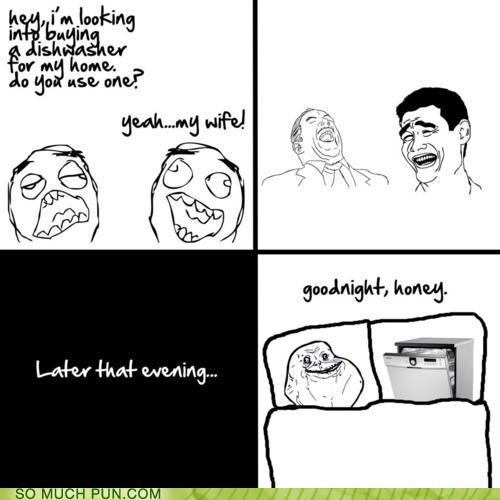 hey, i'm looking
into buying
a dishwasher
for my home.
do you use one?
yeah...my wife!
Later that evening...
goodnight, honey.
SO MUCH PUN.COM